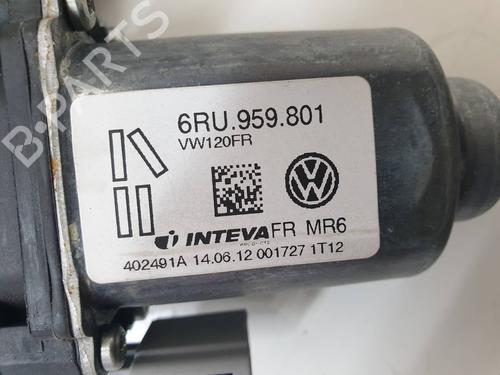 B-PARTS
6RU.959.801
VW120FR
INTEVA FR MR6
402491A 14.06.12 001727 1T12